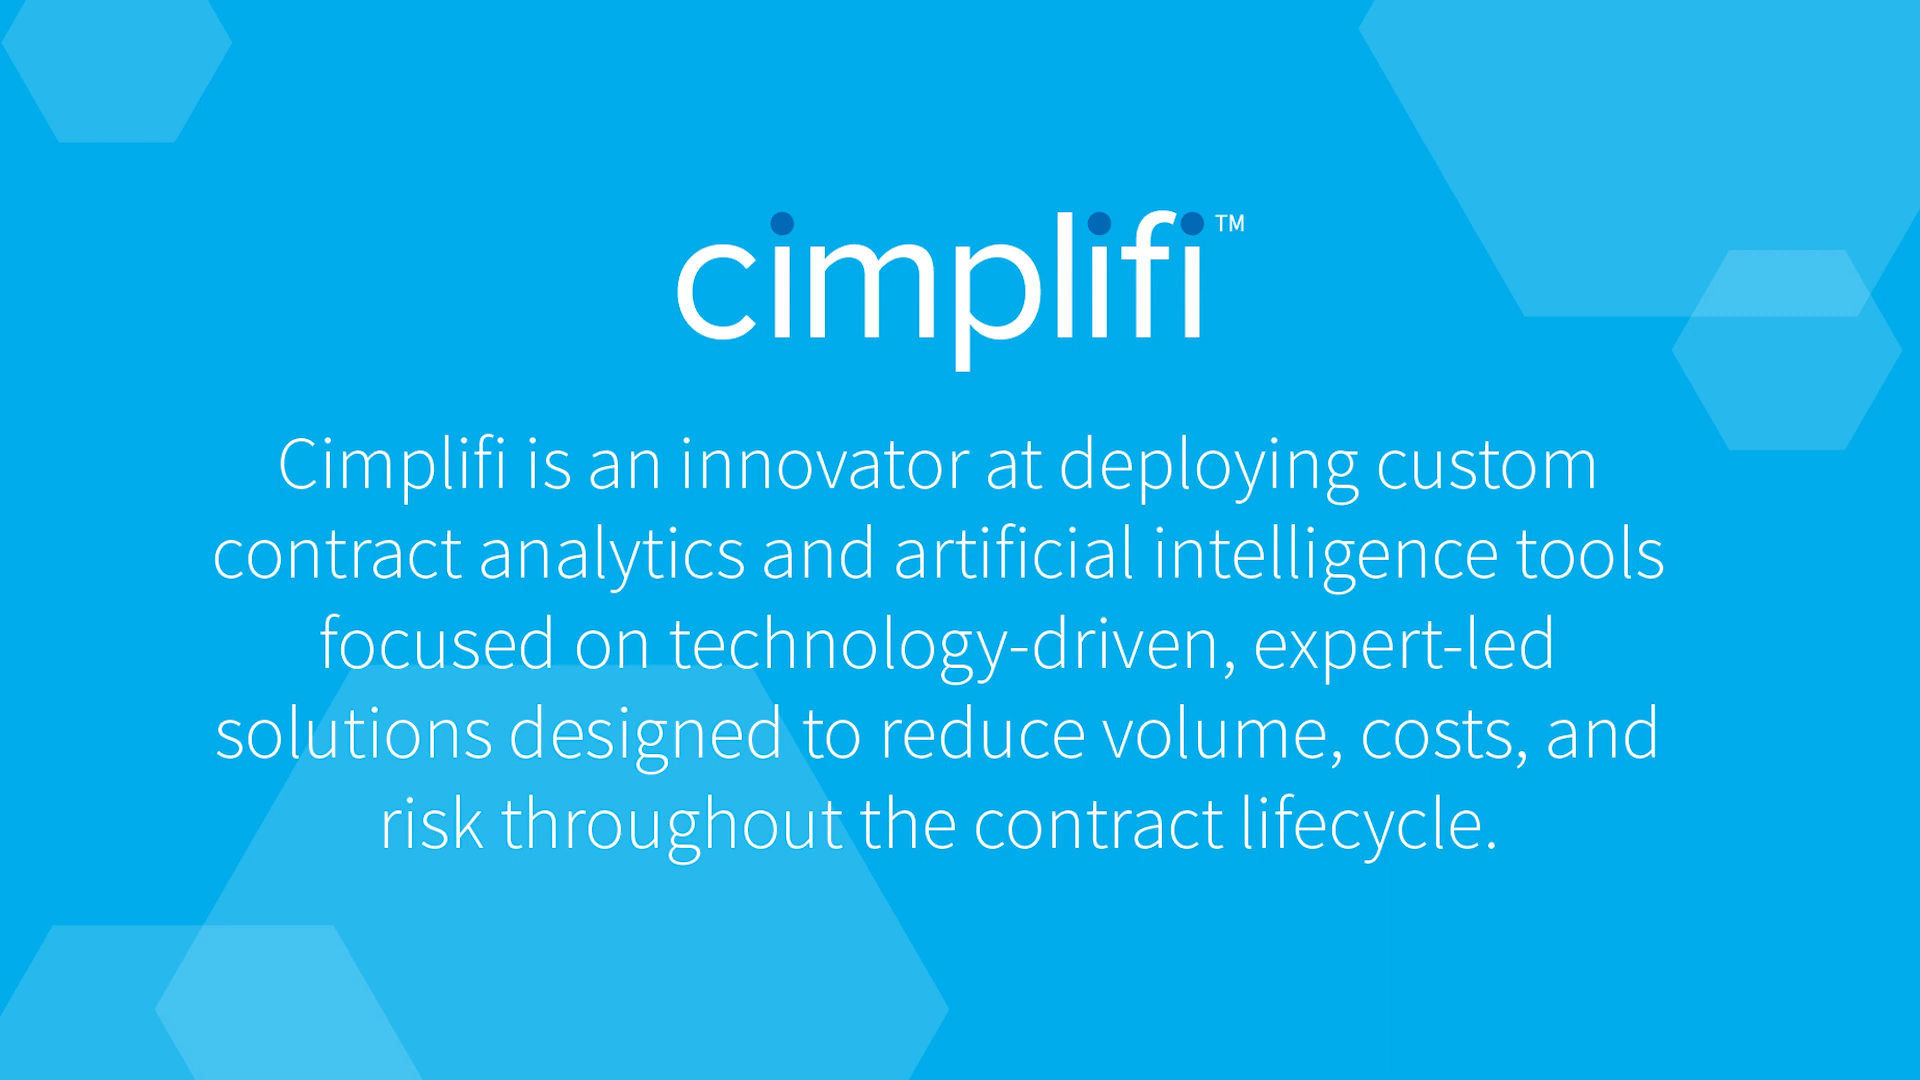 cimplifi™
Cimplifi is an innovator at deploying custom
contract analytics and artificial intelligence tools
focused on technology-driven, expert-led
solutions designed to reduce volume, costs, and
risk throughout the contract lifecycle.